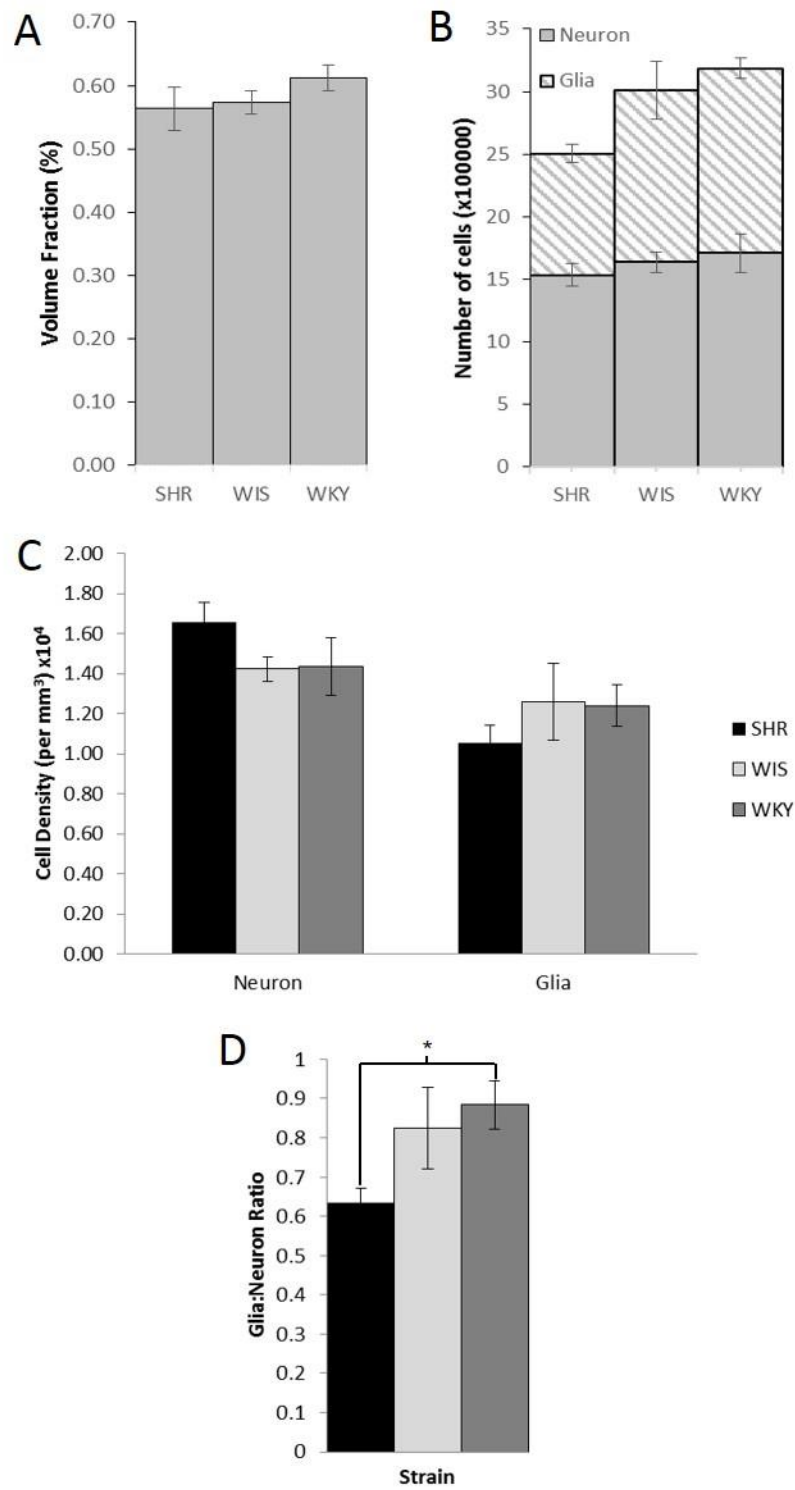 A
Volume Fraction (%)
0.70
0.60
0.50
0.40
0.30
0.20
0.10
0.00
SHR WIS WKY
B
Number of cells (x100000)
35
30
25
20
15
10
5
0
Neuron
Glia
SHR WIS WKY
C
Cell Density (per mm³) x10⁴
2.00
1.80
1.60
1.40
1.20
1.00
0.80
0.60
0.40
0.20
0.00
Neuron Glia
SHR
WIS
WKY
D
*
Glia:Neuron Ratio
1
0.9
0.8
0.7
0.6
0.5
0.4
0.3
0.2
0.1
0
Strain